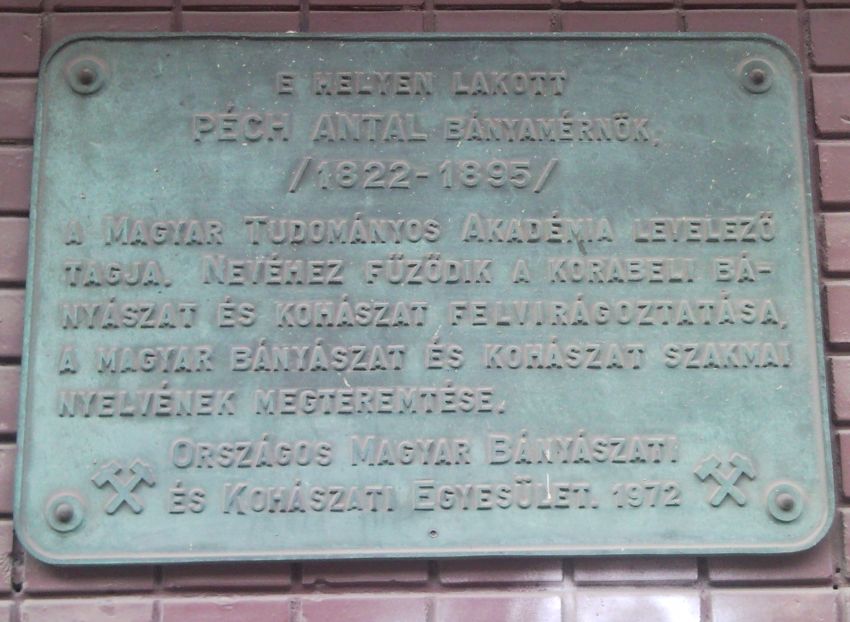 E HELYEN LAKOTT
PÉCH ANTAL BÁNYAMÉRNÖK,
/1822-1895/
A MAGYAR TUDOMÁNYOS AKADÉMIA LEVELEZŐ
TAGJA. NEVÉHEZ FŰZŐDIK A KORABELI BÁ-
NYÁSZAT ÉS KOHÁSZAT FELVIRÁGOZTATÁSA,
A MAGYAR BÁNYÁSZAT ÉS KOHÁSZAT SZAKMAI
NYELVÉNEK MEGTEREMTÉSE.
ORSZÁGOS MAGYAR BÁNYÁSZATI
ÉS KOHÁSZATI EGYESÜLET. 1972